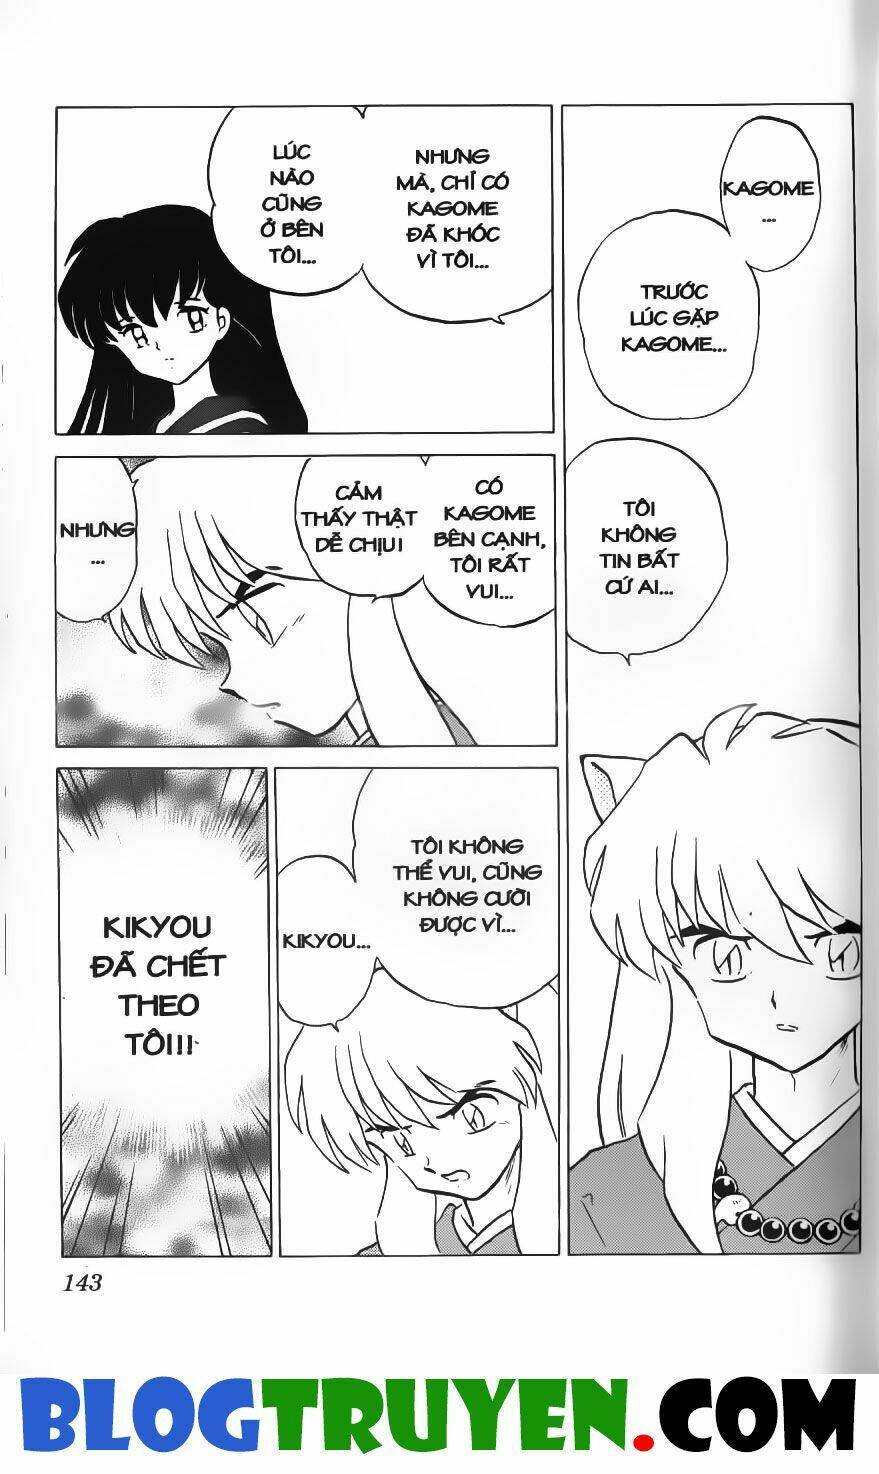 KAGOME
...
TRƯỚC
LÚC GẶP
KAGOME...
TÔI
KHÔNG
TIN BẤT
CỨ AI...
NHƯNG
MÀ, CHỈ CÓ
KAGOME
ĐÃ KHÓC
VÌ TÔI...
LÚC
NÀO
CŨNG
Ở BÊN
TÔI...
CÓ
KAGOME
BÊN CẠNH,
TÔI RẤT
VUI...
CẢM
THẤY THẬT
DỄ CHỊU!
NHƯNG
...
TÔI KHÔNG
THỂ VUI, CŨNG
KHÔNG CƯỜI
ĐƯỢC VÌ...
KIKYOU...
KIKYOU
ĐÃ CHẾT
THEO
TÔI!!!
143
BLOGTRUYEN.COM